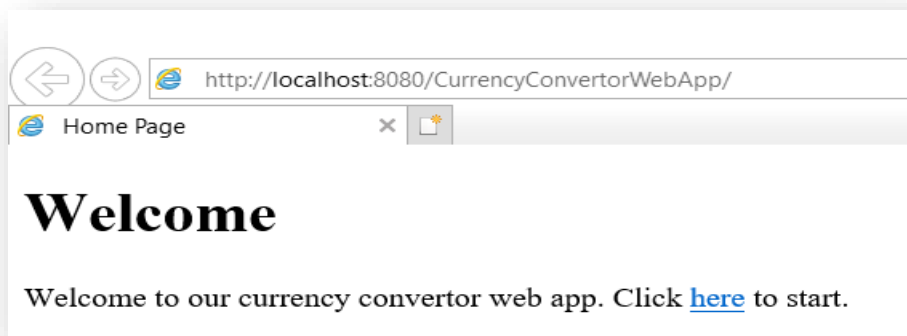 http://localhost:8080/CurrencyConvertorWebApp/
Home Page
Welcome
Welcome to our currency convertor web app. Click here to start.